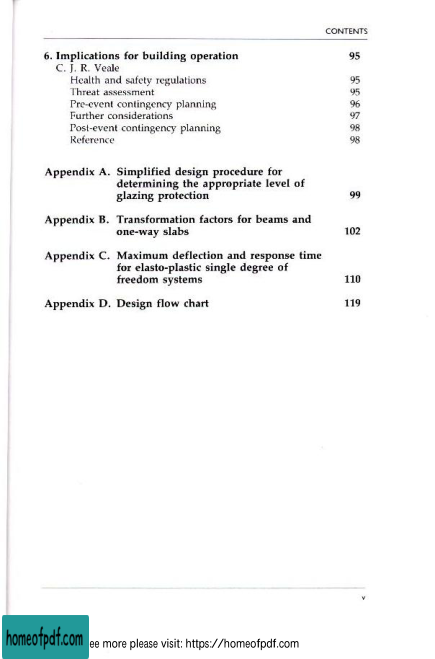 CONTENTS
6. Implications for building operation 95
C. J. R. Veale
Health and safety regulations 95
Threat assessment 95
Pre-event contingency planning 96
Further considerations 97
Post-event contingency planning 98
Reference 98
Appendix A. Simplified design procedure for
determining the appropriate level of
glazing protection 99
Appendix B. Transformation factors for beams and
one-way slabs 102
Appendix C. Maximum deflection and response time
for elasto-plastic single degree of
freedom systems 110
Appendix D. Design flow chart 119
v
homeofpdf.com ee more please visit: https://homeofpdf.com